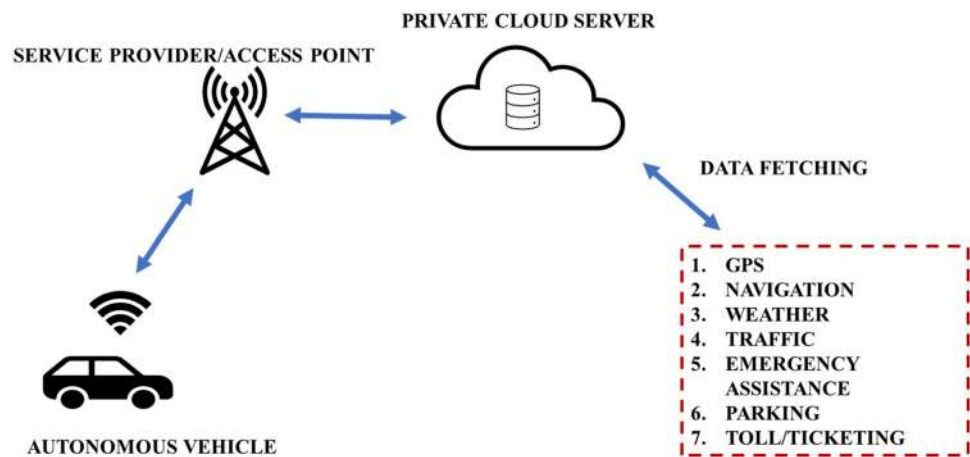 PRIVATE CLOUD SERVER
SERVICE PROVIDER/ACCESS POINT
DATA FETCHING
1. GPS
2. NAVIGATION
3. WEATHER
4. TRAFFIC
5. EMERGENCY
ASSISTANCE
6. PARKING
7. TOLL/TICKETING
AUTONOMOUS VEHICLE